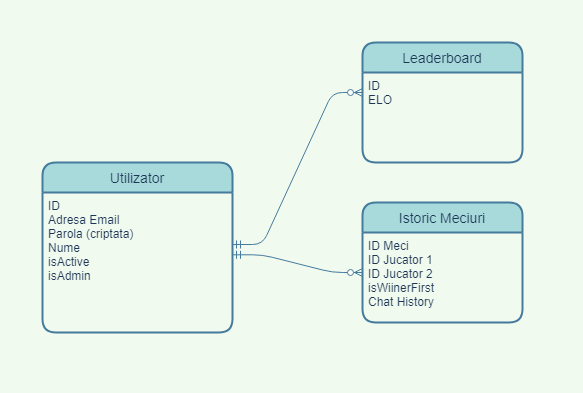 Leaderboard
ID
ELO
Utilizator
ID
Adresa Email
Parola (criptata)
Nume
isActive
isAdmin
Istoric Meciuri
ID Meci
ID Jucator 1
ID Jucator 2
isWiinerFirst
Chat History